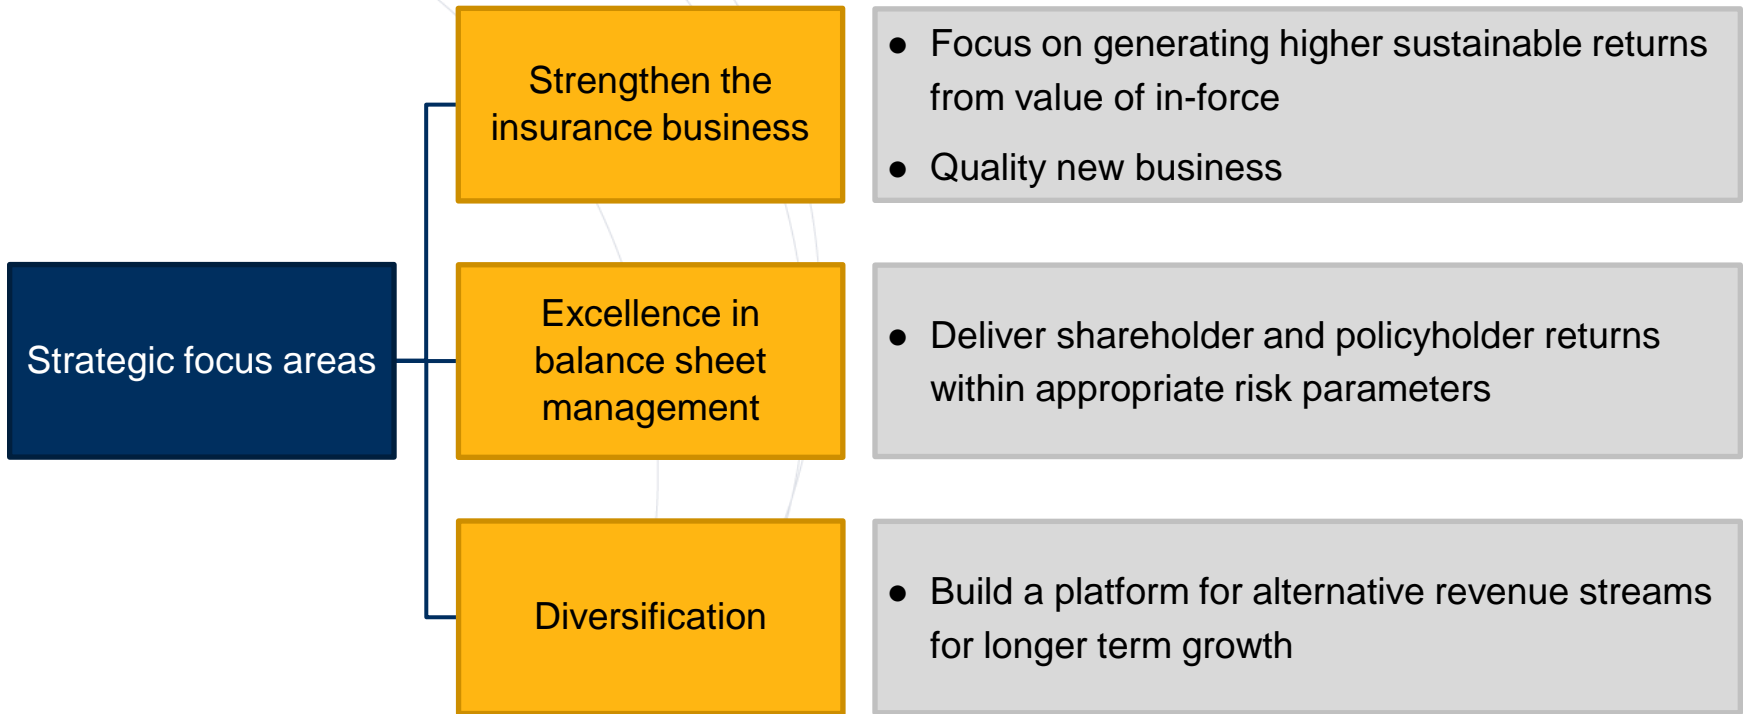 Strengthen the
insurance business
● Focus on generating higher sustainable returns
from value of in-force
● Quality new business
Strategic focus areas
Excellence in
balance sheet
management
● Deliver shareholder and policyholder returns
within appropriate risk parameters
Diversification
● Build a platform for alternative revenue streams
for longer term growth